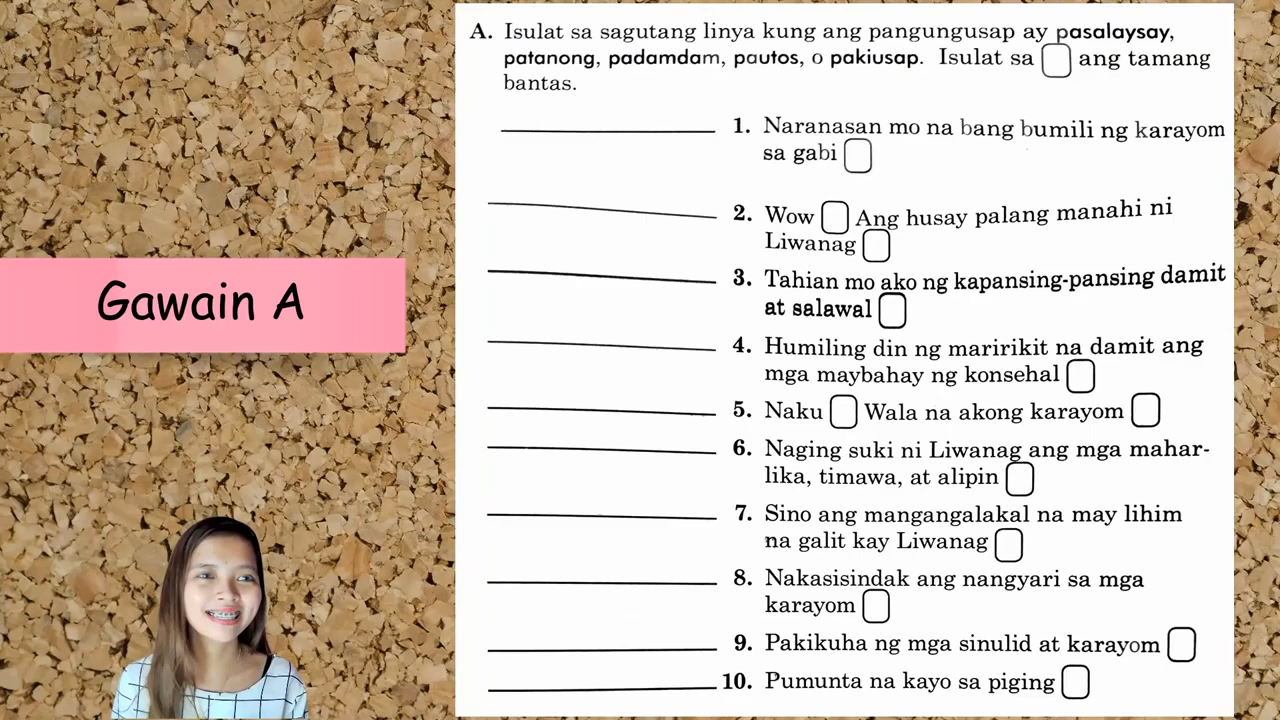 Gawain A
A. Isulat sa sagutang linya kung ang pangungusap ay pasalaysay,
patanong, padamdam, pautos, o pakiusap. Isulat sa ang tamang
bantas.
1. Naranasan mo na bang bumili ng karayom
sa gabi
2. Wow Ang husay palang manahi ni
Liwanag
3. Tahian mo ako ng kapansing-pansing damit
at salawal
4. Humiling din ng maririkit na damit ang
mga maybahay ng konsehal
5. Naku Wala na akong karayom
6. Naging suki ni Liwanag ang mga mahar-
lika, timawa, at alipin
7. Sino ang mangangalakal na may lihim
na galit kay Liwanag
8. Nakasisindak ang nangyari sa mga
karayom
9. Pakikuha ng mga sinulid at karayom
10. Pumunta na kayo sa piging